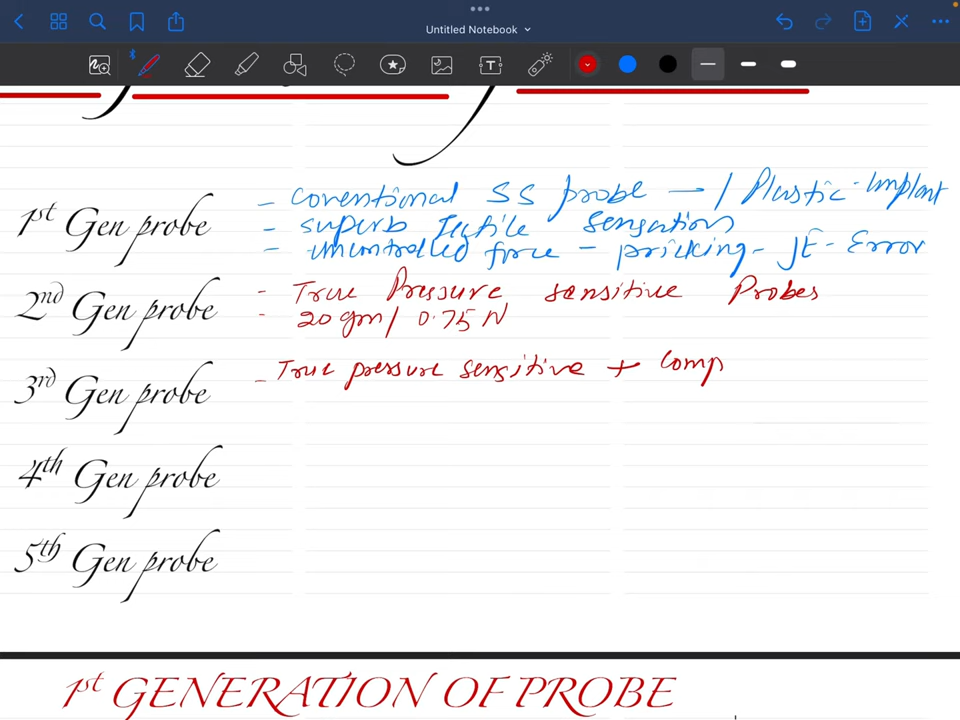 Untitled Notebook
1st Gen probe
- Coventional SS probe → / Plastic - Implant
- superb Tectile Sensation
- uncontrolled force - pricking - JE - Error
2nd Gen probe
- True Pressure sensitive Probes
- 20 gm / 0.75 N
3rd Gen probe
- True pressure sensitive + Comp
4th Gen probe
5th Gen probe
1st GENERATION OF PROBE